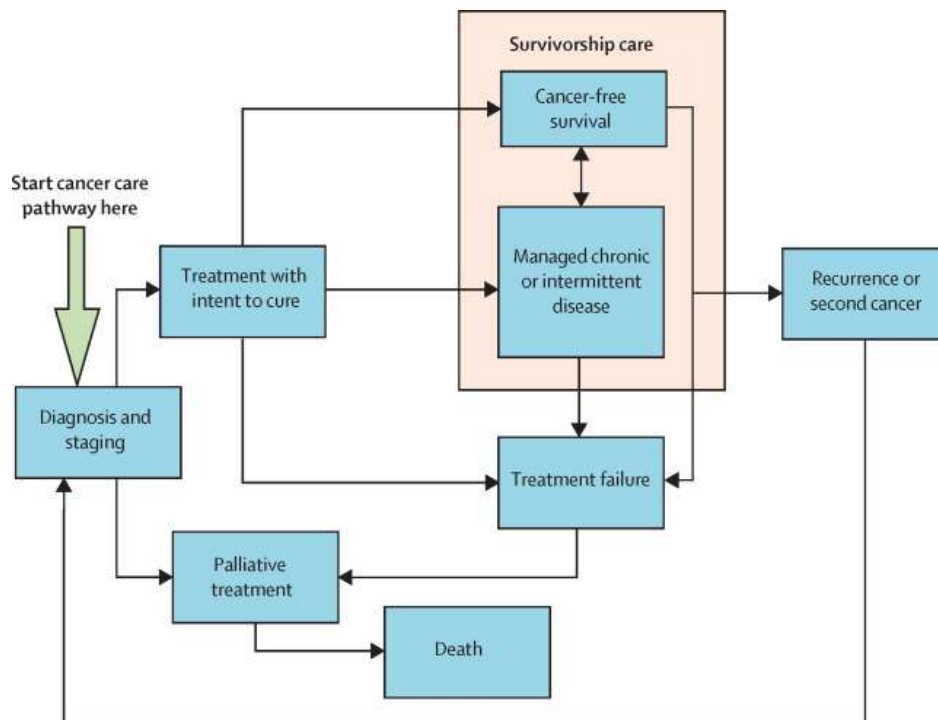 Survivorship care
Cancer-free
survival
Start cancer care
pathway here
Treatment with
intent to cure
Managed chronic
or intermittent
disease
Recurrence or
second cancer
Diagnosis and
staging
Treatment failure
Palliative
treatment
Death